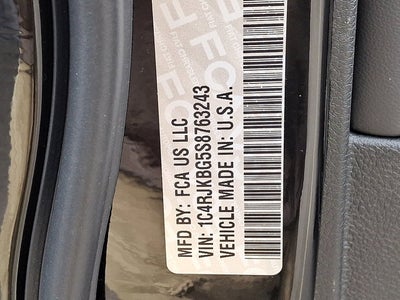 MFD BY: FCA US LLC
VIN: 1C4RJKBG5S8763243
VEHICLE MADE IN: U.S.A.